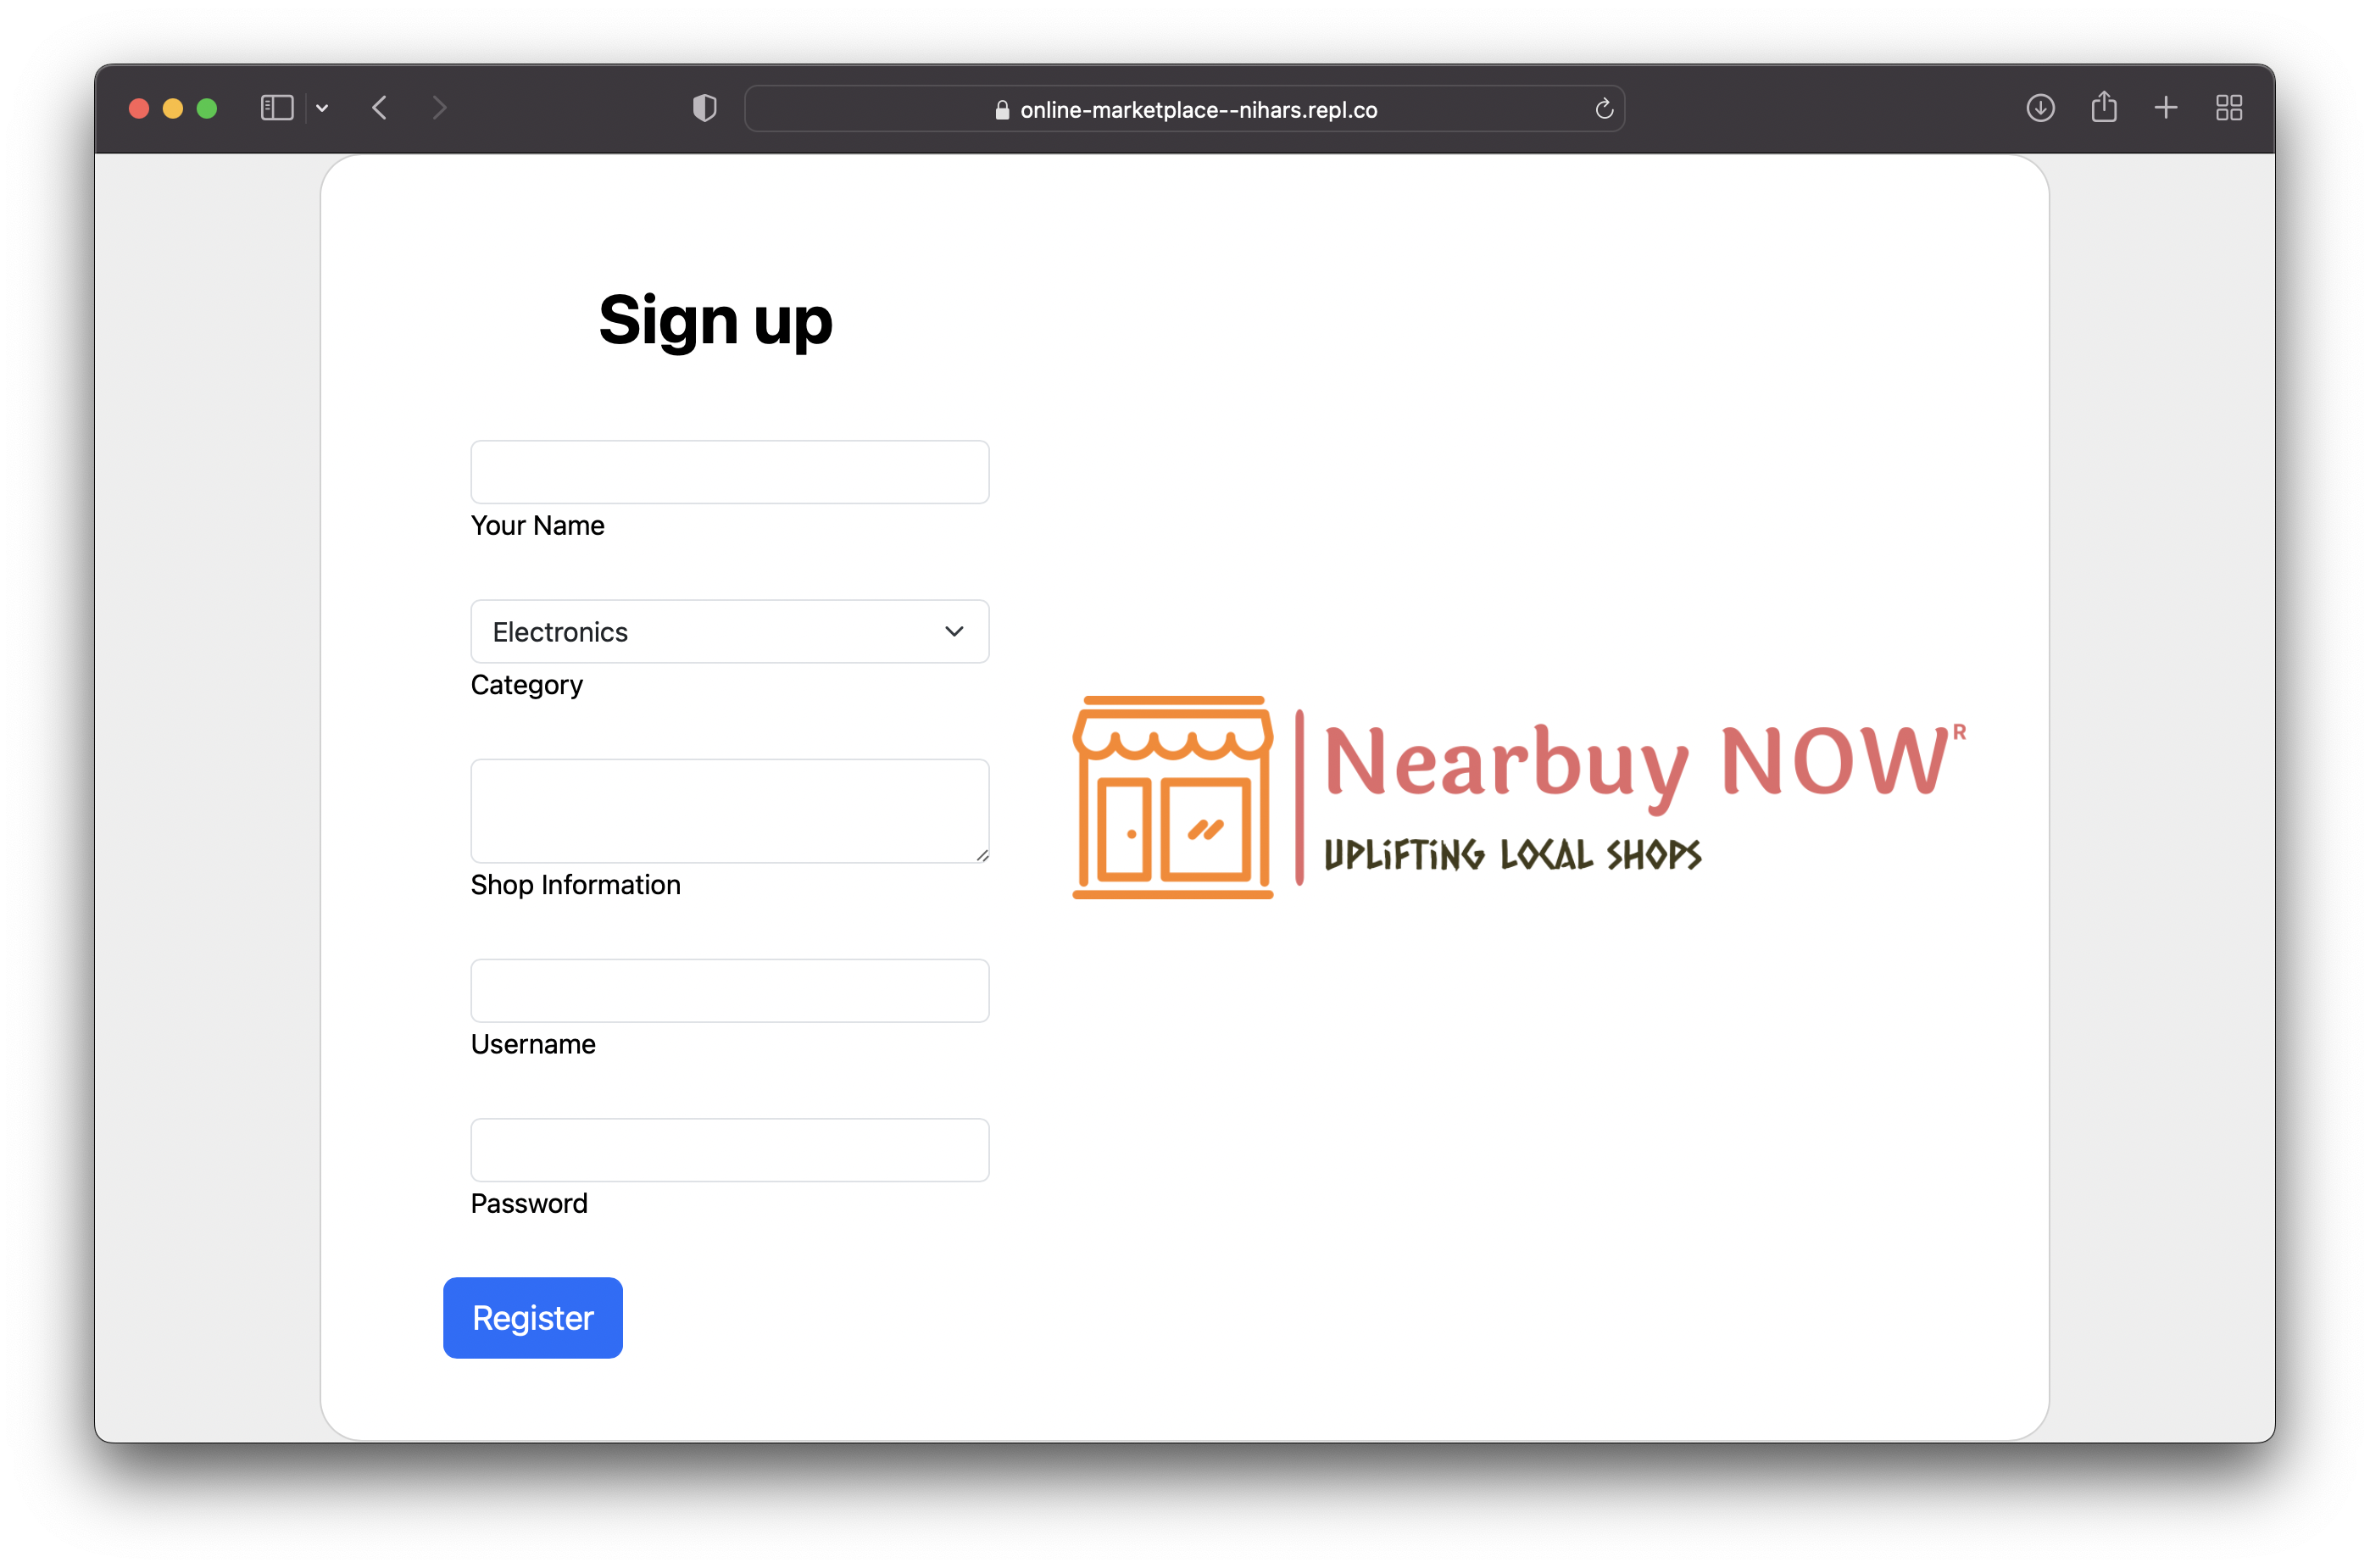 online-marketplace--nihars.repl.co
Sign up
Your Name
Electronics
Category
Shop Information
Username
Password
Register
Nearbuy NOW R
UPLiFTiNG LOCAL SHOPS